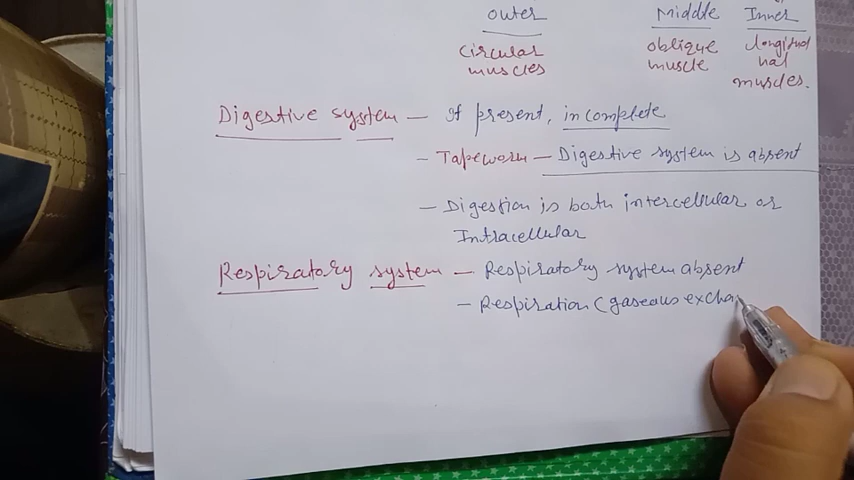 outer Middle Inner
circular oblique longitudi
muscles muscle nal
muscles.
Digestive system - If present, incomplete
- Tapeworm - Digestive system is absent
- Digestion is both intercellular or
Intracellular
Respiratory system - Respiratory system absent
- Respiration (gaseous excha